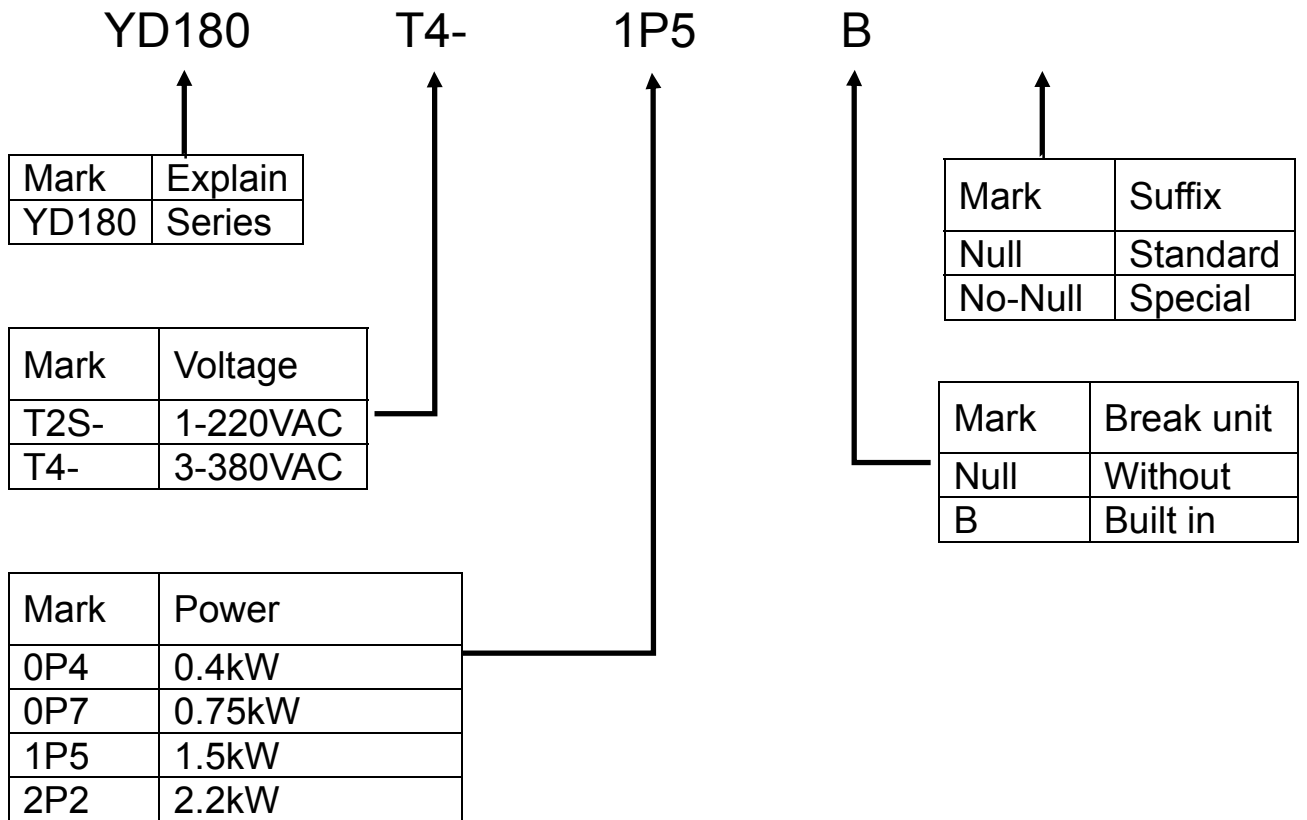 YD180 T4- 1P5 B
Mark Explain
YD180 Series
Mark Voltage
T2S- 1-220VAC
T4- 3-380VAC
Mark Power
0P4 0.4kW
0P7 0.75kW
1P5 1.5kW
2P2 2.2kW
Mark Suffix
Null Standard
No-Null Special
Mark Break unit
Null Without
B Built in